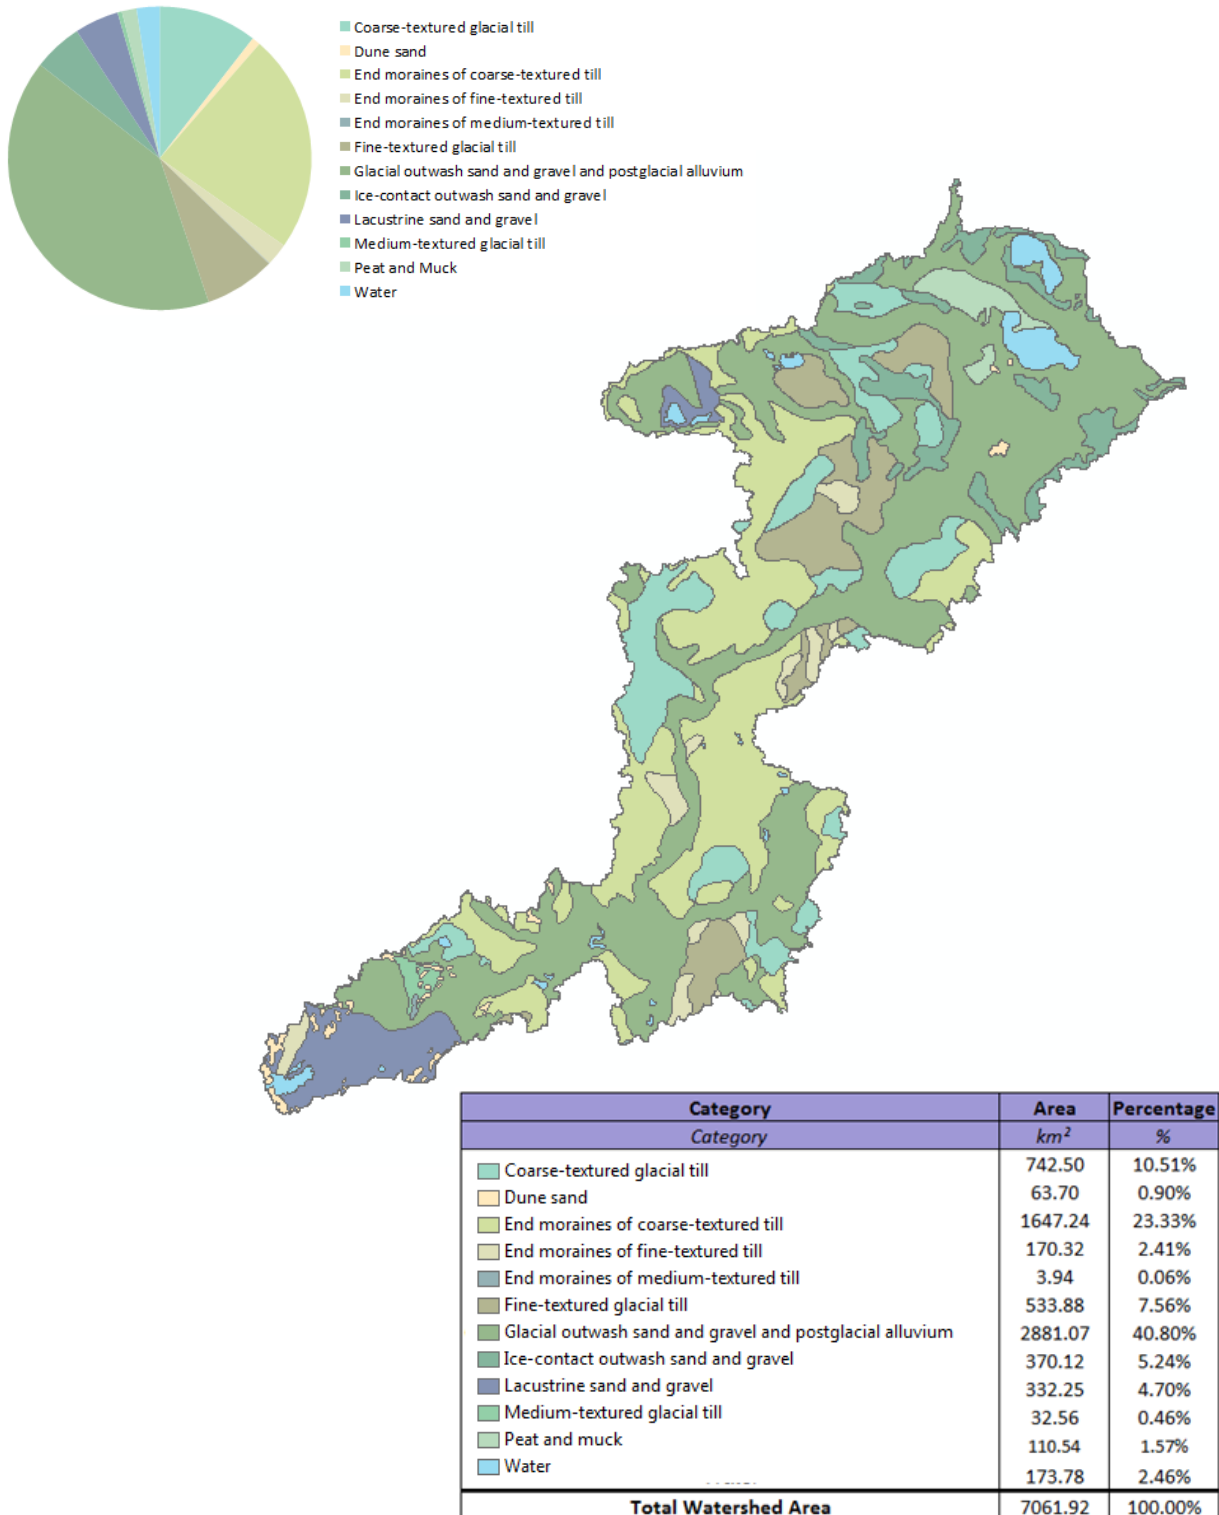 Coarse-textured glacial till
Dune sand
End moraines of coarse-textured till
End moraines of fine-textured till
End moraines of medium-textured till
Fine-textured glacial till
Glacial outwash sand and gravel and postglacial alluvium
Ice-contact outwash sand and gravel
Lacustrine sand and gravel
Medium-textured glacial till
Peat and Muck
Water
Category Area Percentage
Category km² %
Coarse-textured glacial till 742.50 10.51%
Dune sand 63.70 0.90%
End moraines of coarse-textured till 1647.24 23.33%
End moraines of fine-textured till 170.32 2.41%
End moraines of medium-textured till 3.94 0.06%
Fine-textured glacial till 533.88 7.56%
Glacial outwash sand and gravel and postglacial alluvium 2881.07 40.80%
Ice-contact outwash sand and gravel 370.12 5.24%
Lacustrine sand and gravel 332.25 4.70%
Medium-textured glacial till 32.56 0.46%
Peat and muck 110.54 1.57%
Water 173.78 2.46%
Total Watershed Area 7061.92 100.00%